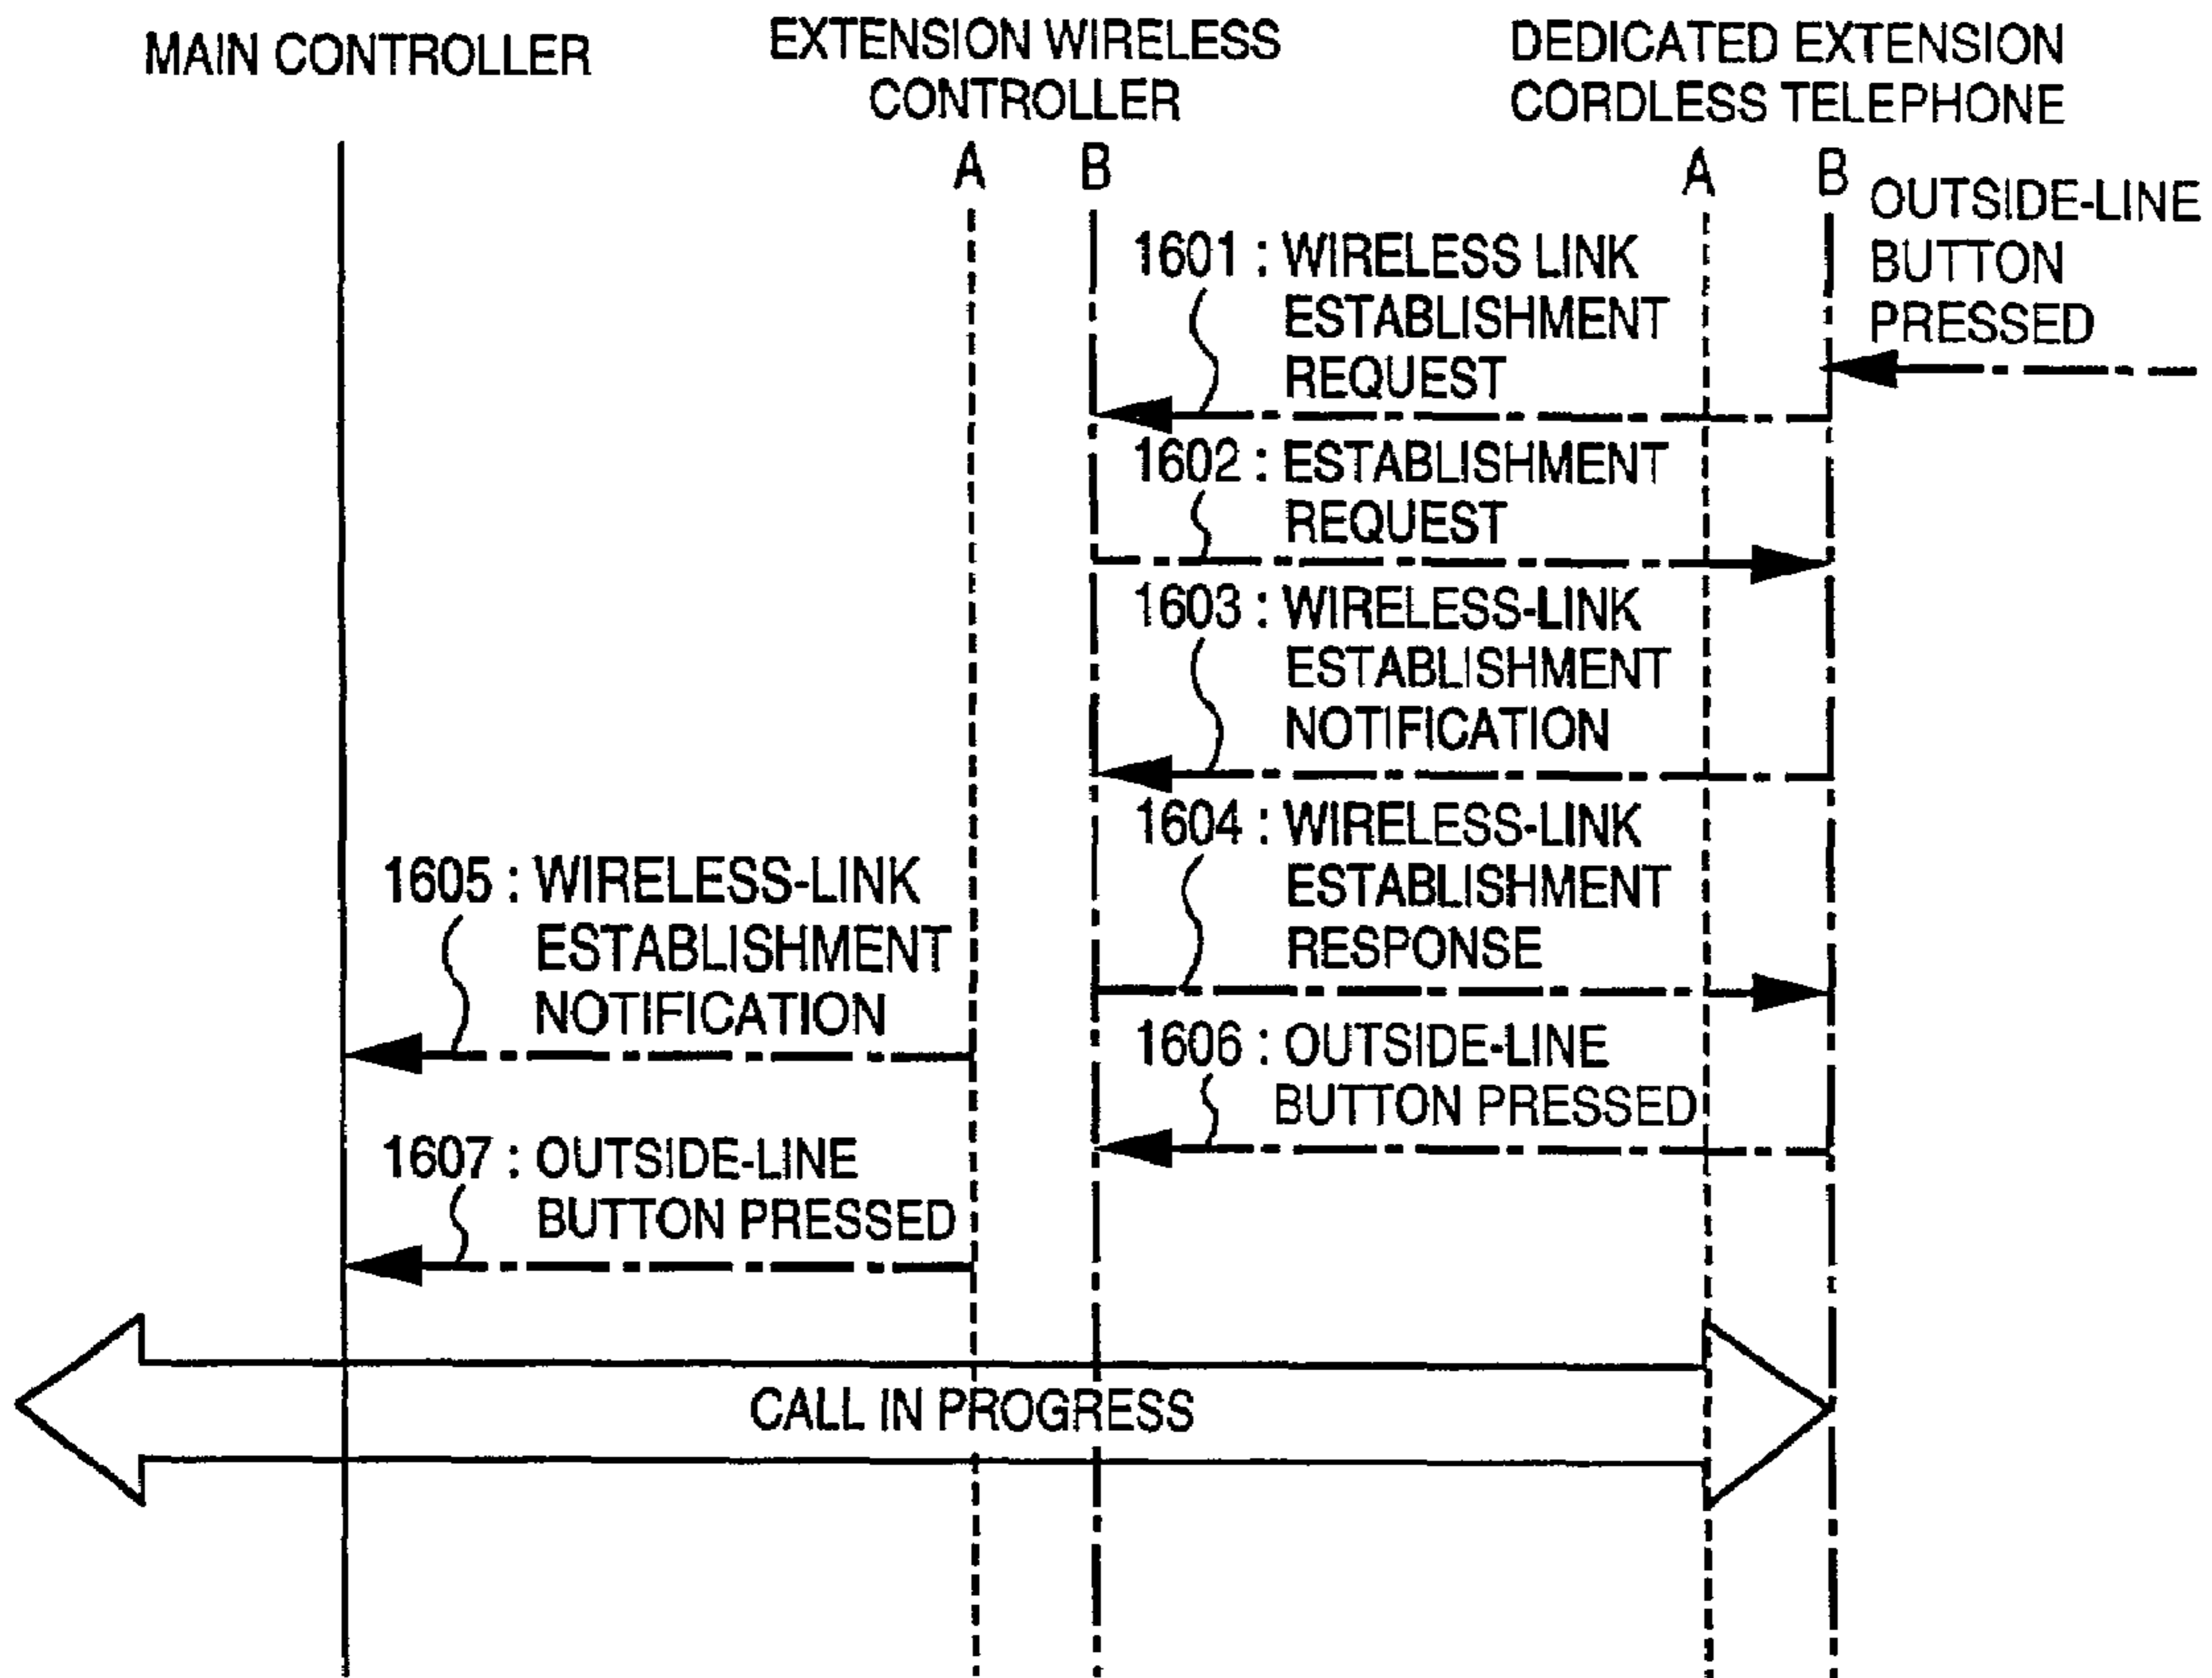 MAIN CONTROLLER
EXTENSION WIRELESS
CONTROLLER
DEDICATED EXTENSION
CORDLESS TELEPHONE
A
B
A
B
OUTSIDE-LINE
BUTTON
PRESSED
1601 : WIRELESS LINK
ESTABLISHMENT
REQUEST
1602 : ESTABLISHMENT
REQUEST
1603 : WIRELESS-LINK
ESTABLISHMENT
NOTIFICATION
1604 : WIRELESS-LINK
ESTABLISHMENT
RESPONSE
1605 : WIRELESS-LINK
ESTABLISHMENT
NOTIFICATION
1606 : OUTSIDE-LINE
BUTTON PRESSED
1607 : OUTSIDE-LINE
BUTTON PRESSED
CALL IN PROGRESS